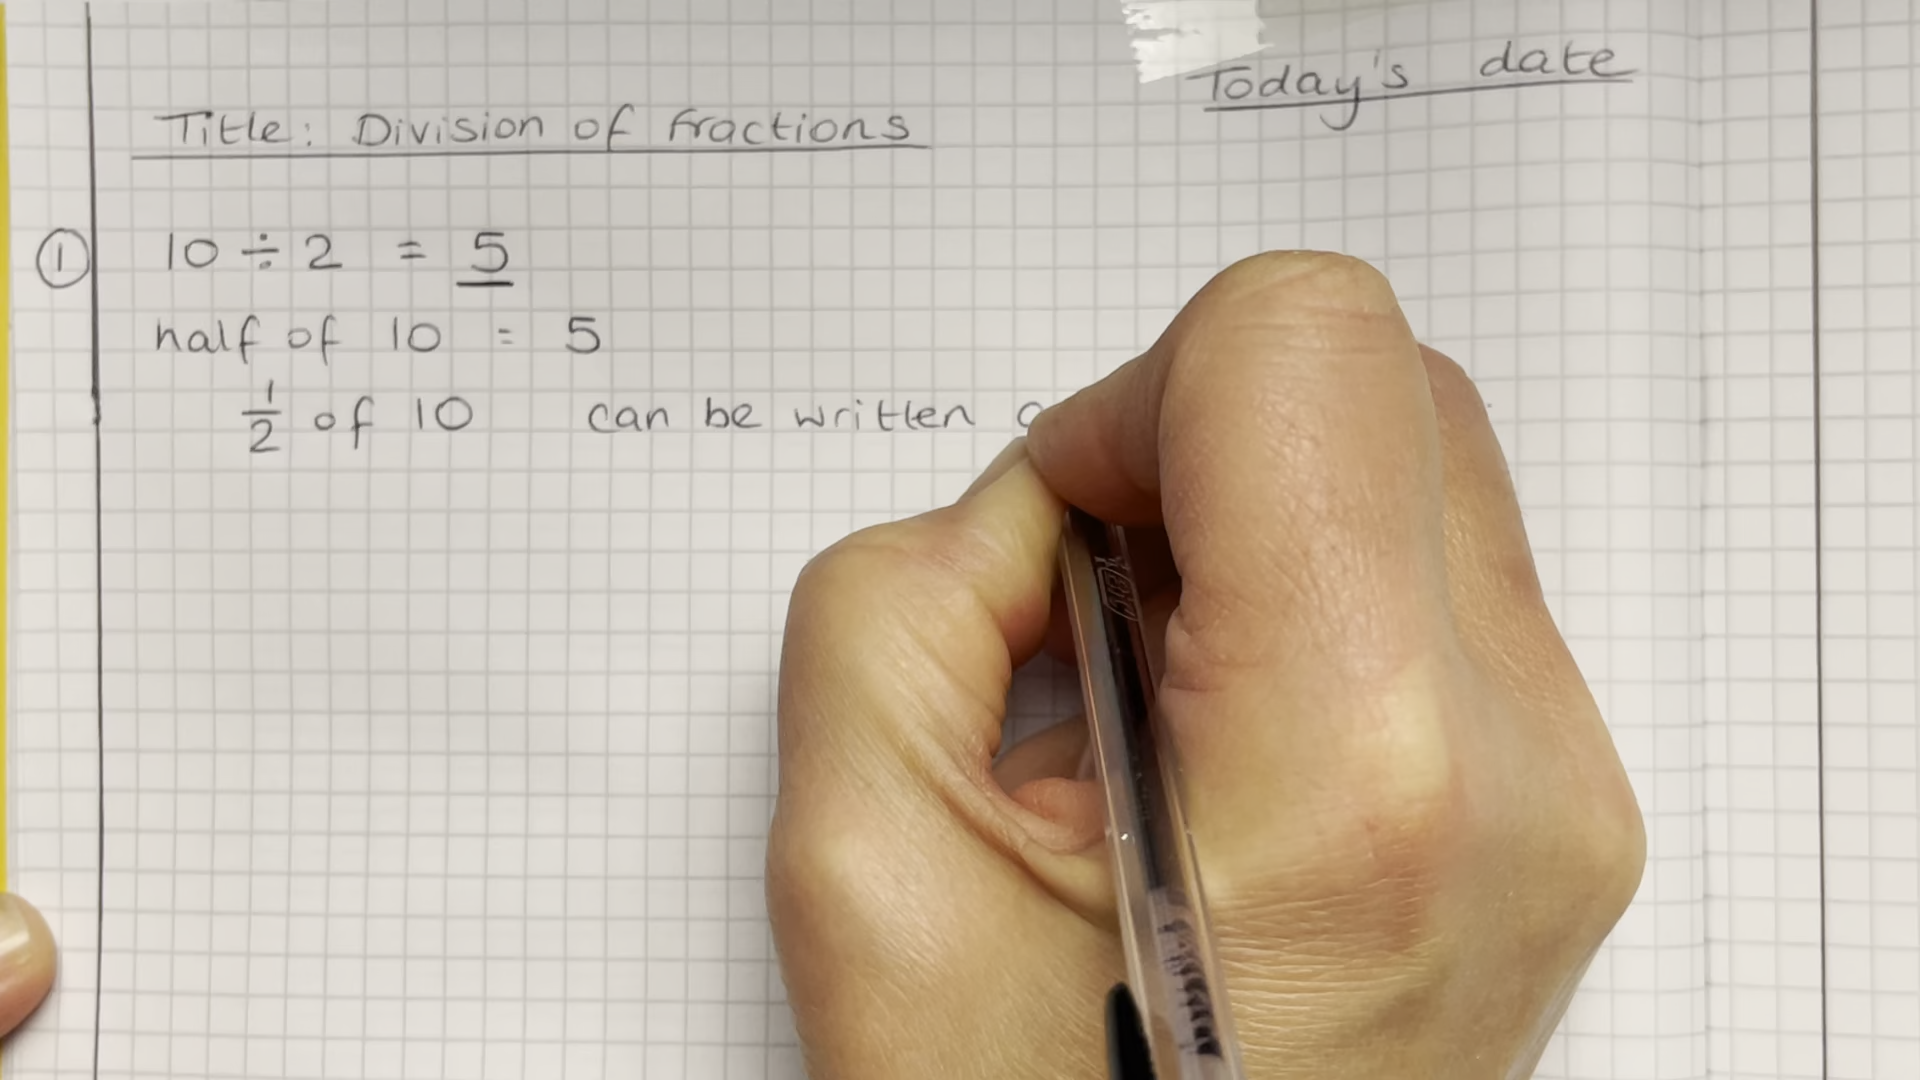 Today's date
Title: Division of fractions
① 10 ÷ 2 = 5
half of 10 = 5
1/2 of 10 can be written